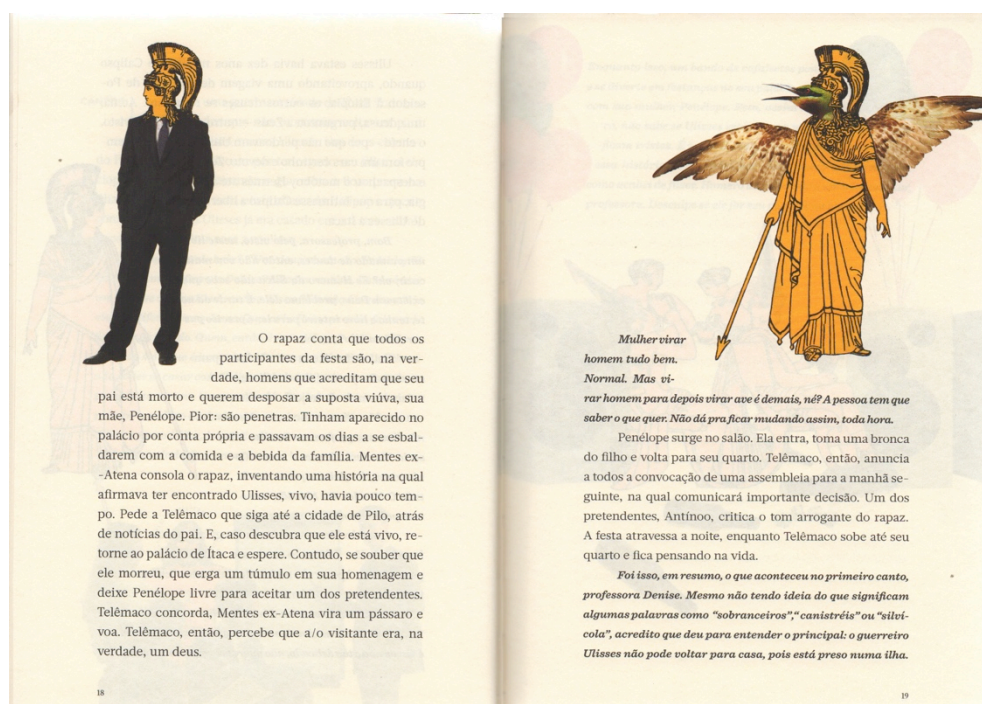 O rapaz conta que todos os
participantes da festa são, na ver-
dade, homens que acreditam que seu
pai está morto e querem desposar a suposta viúva, sua
mãe, Penélope. Pior: são penetras. Tinham aparecido no
palácio por conta própria e passavam os dias a se esbal-
darem com a comida e a bebida da família. Mentes ex-
-Atena consola o rapaz, inventando uma história na qual
afirmava ter encontrado Ulisses, vivo, havia pouco tem-
po. Pede a Telêmaco que siga até a cidade de Pilo, atrás
de notícias do pai. E, caso descubra que ele está vivo, re-
torne ao palácio de Ítaca e espere. Contudo, se souber que
ele morreu, que erga um túmulo em sua homenagem e
deixe Penélope livre para aceitar um dos pretendentes.
Telêmaco concorda, Mentes ex-Atena vira um pássaro e
voa. Telêmaco, então, percebe que a/o visitante era, na
verdade, um deus.
18
Mulher virar
homem tudo bem.
Normal. Mas vi-
rar homem para depois virar ave é demais, né? A pessoa tem que
saber o que quer. Não dá pra ficar mudando assim, toda hora.
Penélope surge no salão. Ela entra, toma uma bronca
do filho e volta para seu quarto. Telêmaco, então, anuncia
a todos a convocação de uma assembleia para a manhã se-
guinte, na qual comunicará importante decisão. Um dos
pretendentes, Antínoo, critica o tom arrogante do rapaz.
A festa atravessa a noite, enquanto Telêmaco sobe até seu
quarto e fica pensando na vida.
Foi isso, em resumo, o que aconteceu no primeiro canto,
professora Denise. Mesmo não tendo ideia do que significam
algumas palavras como "sobranceiros", "canistréis" ou "silví-
cola", acredito que deu para entender o principal: o guerreiro
Ulisses não pode voltar para casa, pois está preso numa ilha.
19